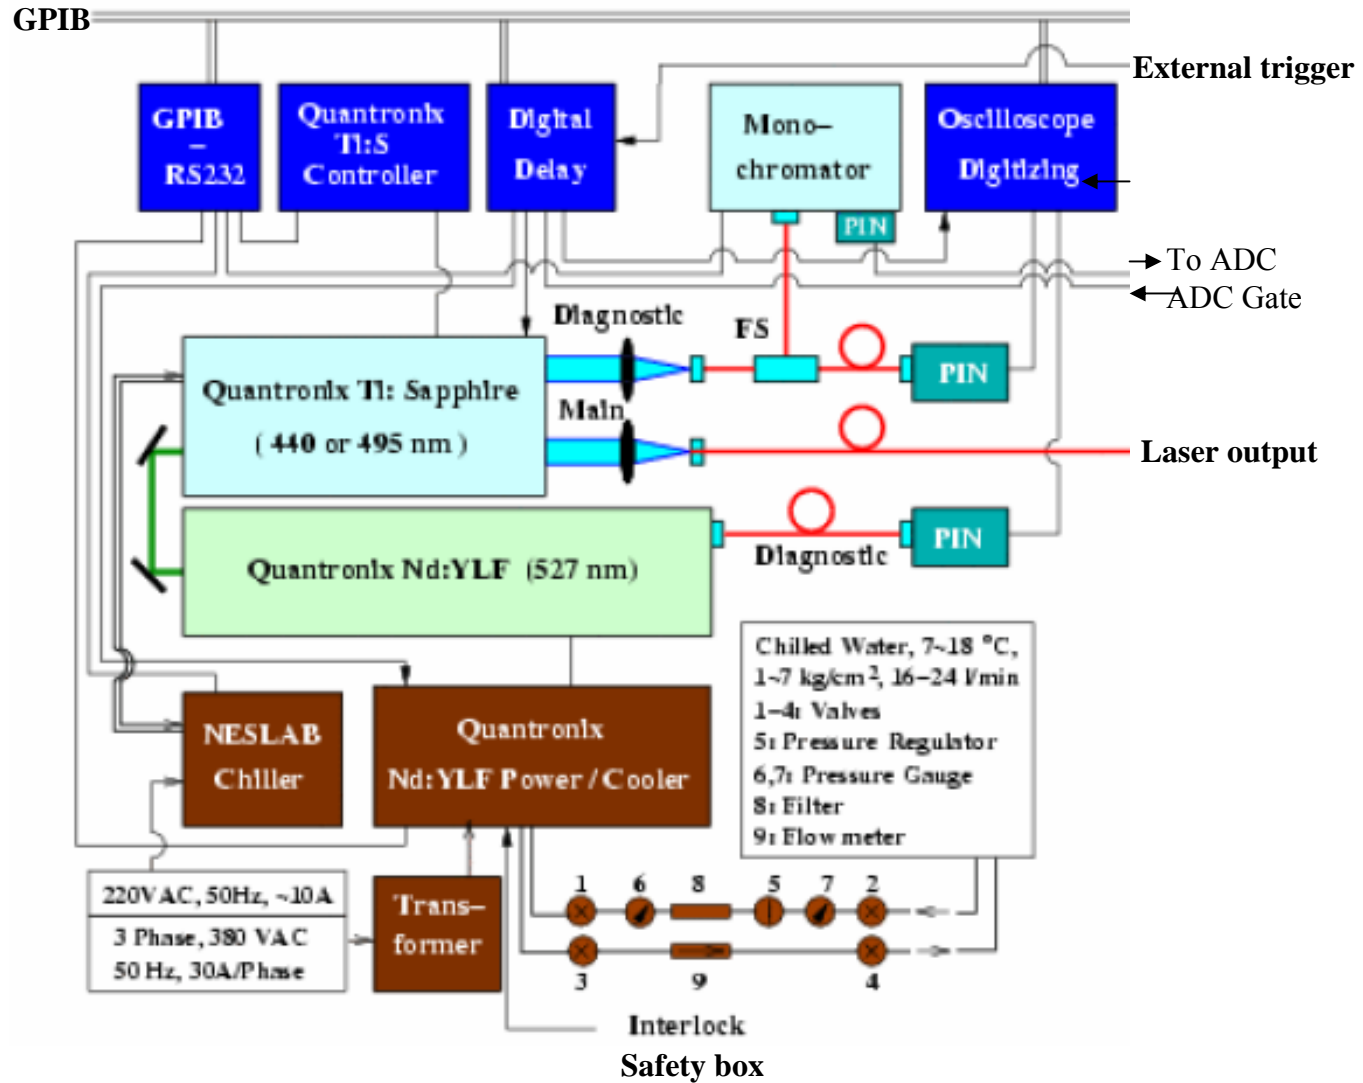 GPIB
External trigger
GPIB
–
RS232
Quantronix
Ti:S
Controller
Digital
Delay
Mono–
chromator
PIN
Oscilloscope
Digitizing
To ADC
ADC Gate
Diagnostic
FS
Quantronix Ti: Sapphire
( 440 or 495 nm )
PIN
Main
Laser output
Quantronix Nd:YLF (527 nm)
Diagnostic
PIN
Chilled Water, 7~18 °C,
1~7 kg/cm², 16–24 l/min
1–4: Valves
5: Pressure Regulator
6,7: Pressure Gauge
8: Filter
9: Flow meter
NESLAB
Chiller
Quantronix
Nd:YLF Power / Cooler
220VAC, 50Hz, ~10A
3 Phase, 380 VAC
50 Hz, 30A/Phase
Trans–
former
1 6 8 5 7 2
3 9 4
Interlock
Safety box